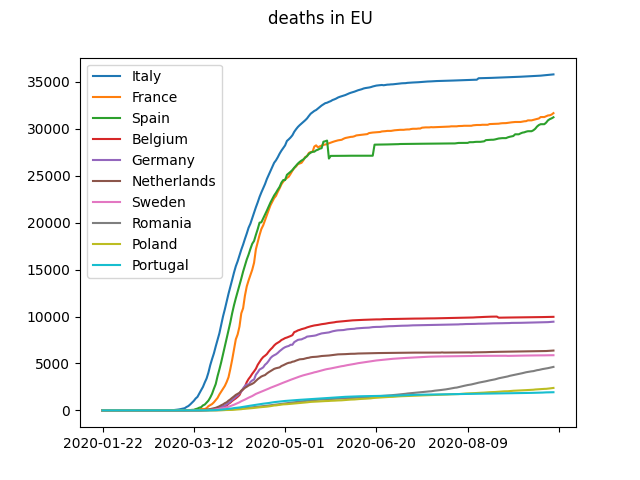 deaths in EU
35000
30000
25000
20000
15000
10000
5000
0
Italy
France
Spain
Belgium
Germany
Netherlands
Sweden
Romania
Poland
Portugal
2020-01-22 2020-03-12 2020-05-01 2020-06-20 2020-08-09